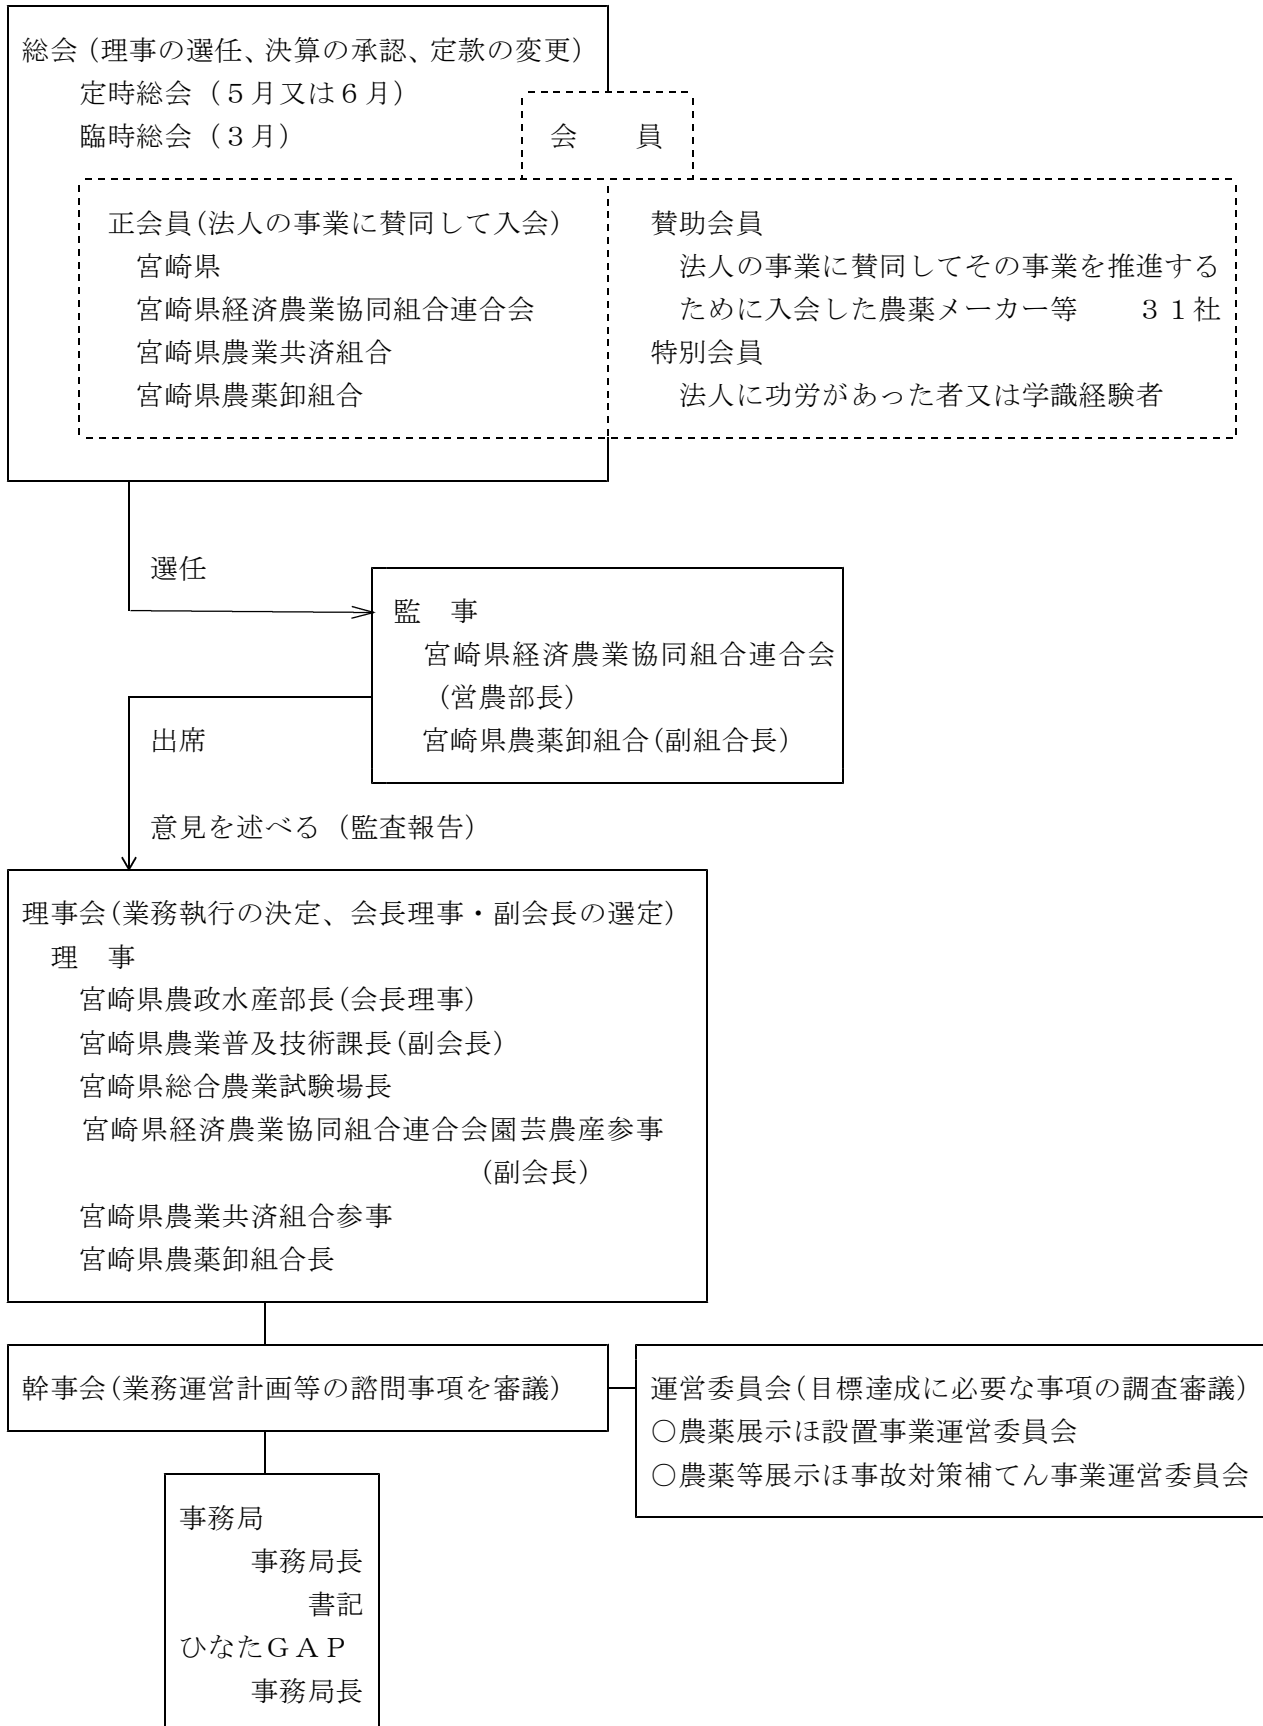 総会（理事の選任、決算の承認、定款の変更）
定時総会（５月又は６月）
臨時総会（３月）
会　　員
正会員（法人の事業に賛同して入会）
宮崎県
宮崎県経済農業協同組合連合会
宮崎県農業共済組合
宮崎県農薬卸組合
賛助会員
法人の事業に賛同してその事業を推進する
ために入会した農薬メーカー等　　３１社
特別会員
法人に功労があった者又は学識経験者
選任
監　事
宮崎県経済農業協同組合連合会
（営農部長）
宮崎県農薬卸組合（副組合長）
出席
意見を述べる（監査報告）
理事会（業務執行の決定、会長理事・副会長の選定）
理　事
宮崎県農政水産部長（会長理事）
宮崎県農業普及技術課長（副会長）
宮崎県総合農業試験場長
宮崎県経済農業協同組合連合会園芸農産参事
（副会長）
宮崎県農業共済組合参事
宮崎県農薬卸組合長
幹事会（業務運営計画等の諮問事項を審議）
運営委員会（目標達成に必要な事項の調査審議）
○農薬展示ほ設置事業運営委員会
○農薬等展示ほ事故対策補てん事業運営委員会
事務局
事務局長
書記
ひなたＧＡＰ
事務局長